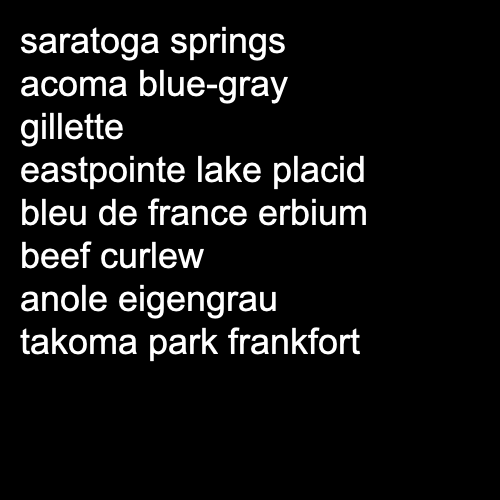 saratoga springs
acoma blue-gray
gillette
eastpointe lake placid
bleu de france erbium
beef curlew
anole eigengrau
takoma park frankfort